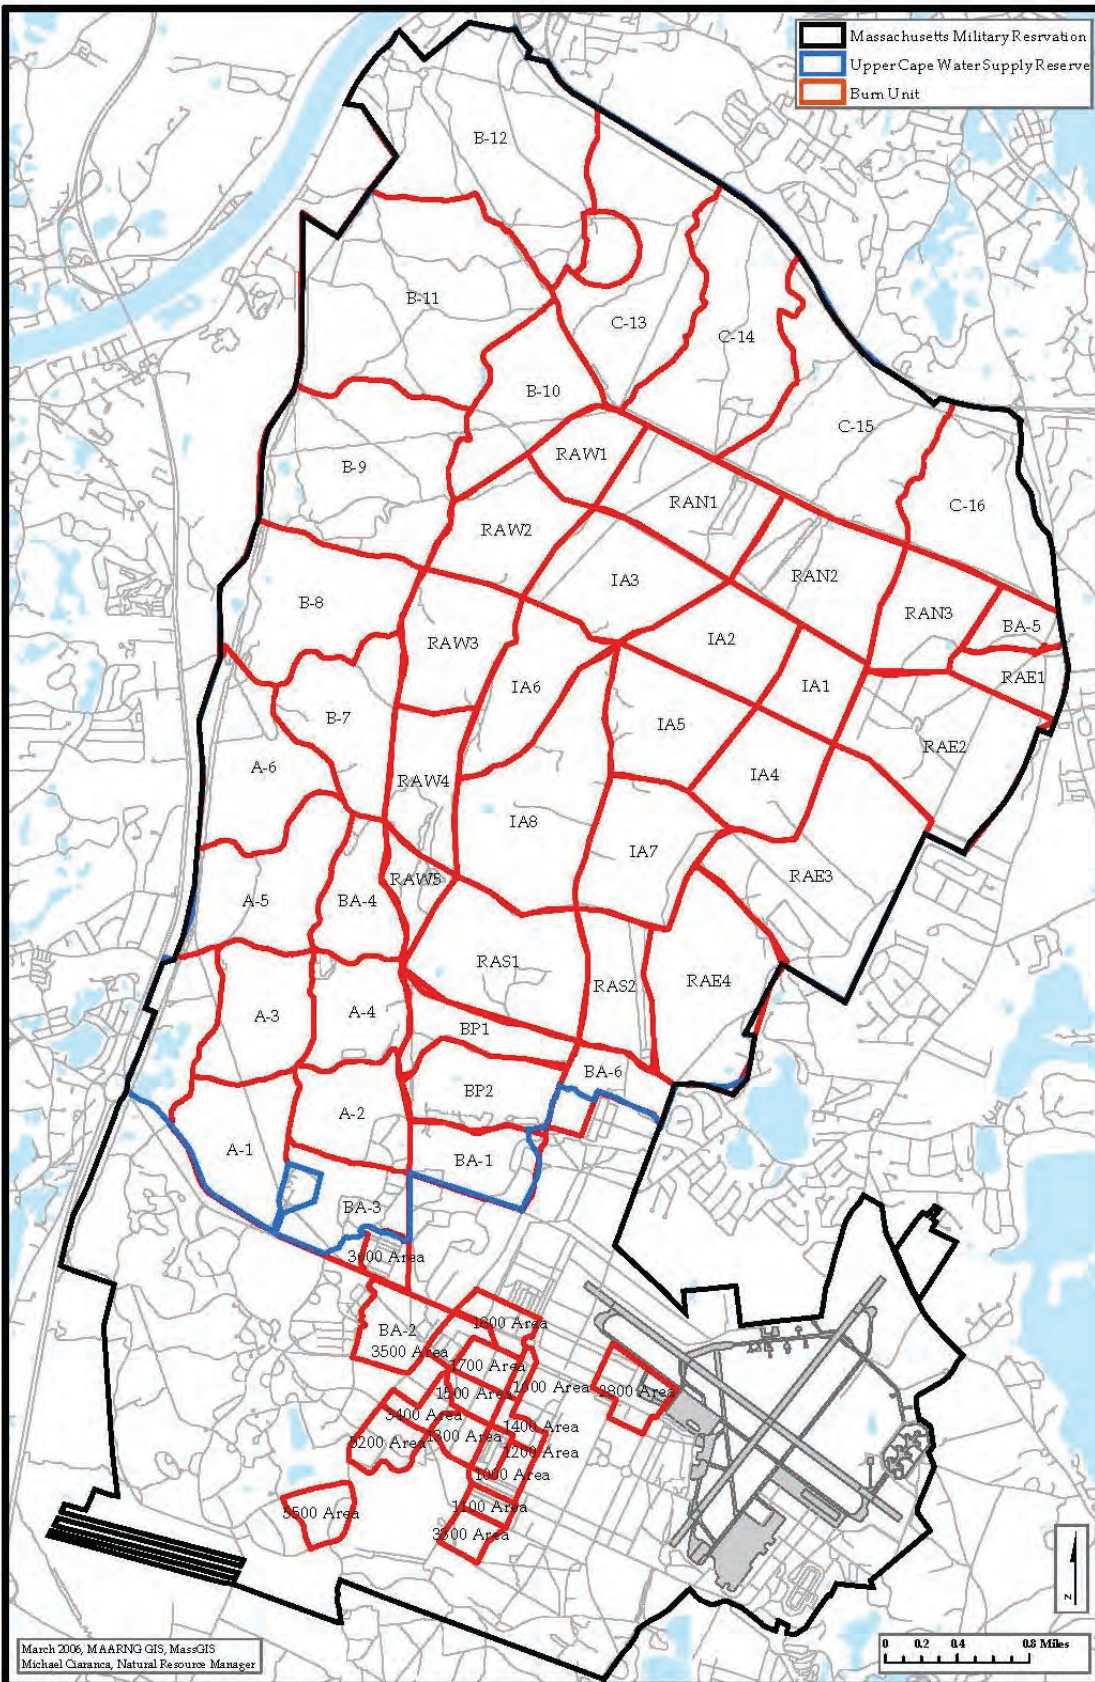 Massachusetts Military Resrvation
Upper Cape Water Supply Reserve
Burn Unit
B-12
B-11
C-13
C-14
B-10
C-15
RAW1
B-9
RAN1
C-16
RAW2
IA3
RAN2
B-8
RAN3
BA-5
RAW3
IA2
RAE1
IA6
IA1
B-7
IA5
RAE2
A-6
RAW4
IA4
IA8
IA7
RAW5
RAE3
A-5
BA-4
RAS1
RAS2
RAE4
A-3
A-4
BP1
BA-6
BP2
A-2
A-1
BA-1
BA-3
3600 Area
1800 Area
BA-2
3500 Area
1700 Area
1500 Area
1600 Area
2800 Area
3400 Area
1400 Area
1300 Area
3200 Area
1200 Area
1000 Area
1100 Area
5500 Area
3300 Area
N
March 2006, MAARNG GIS, MassGIS
Michael Ciaranca, Natural Resource Manager
0 0.2 0.4 0.8 Miles